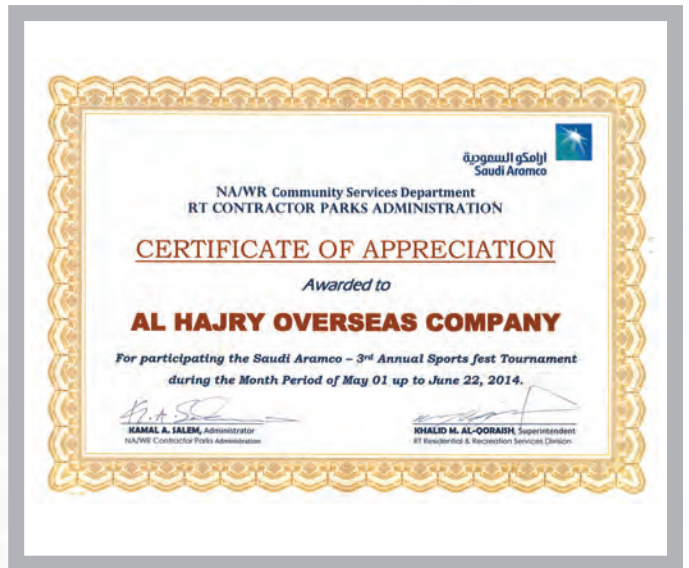 ارامكو السعودية
Saudi Aramco
NA/WR Community Services Department
RT CONTRACTOR PARKS ADMINISTRATION
CERTIFICATE OF APPRECIATION
Awarded to
AL HAJRY OVERSEAS COMPANY
For participating the Saudi Aramco – 3rd Annual Sports fest Tournament
during the Month Period of May 01 up to June 22, 2014.
KAMAL A. SALEM, Administrator
NA/WR Contractor Parks Administration
KHALID M. AL-QORAISH, Superintendent
RT Residential & Recreation Services Division